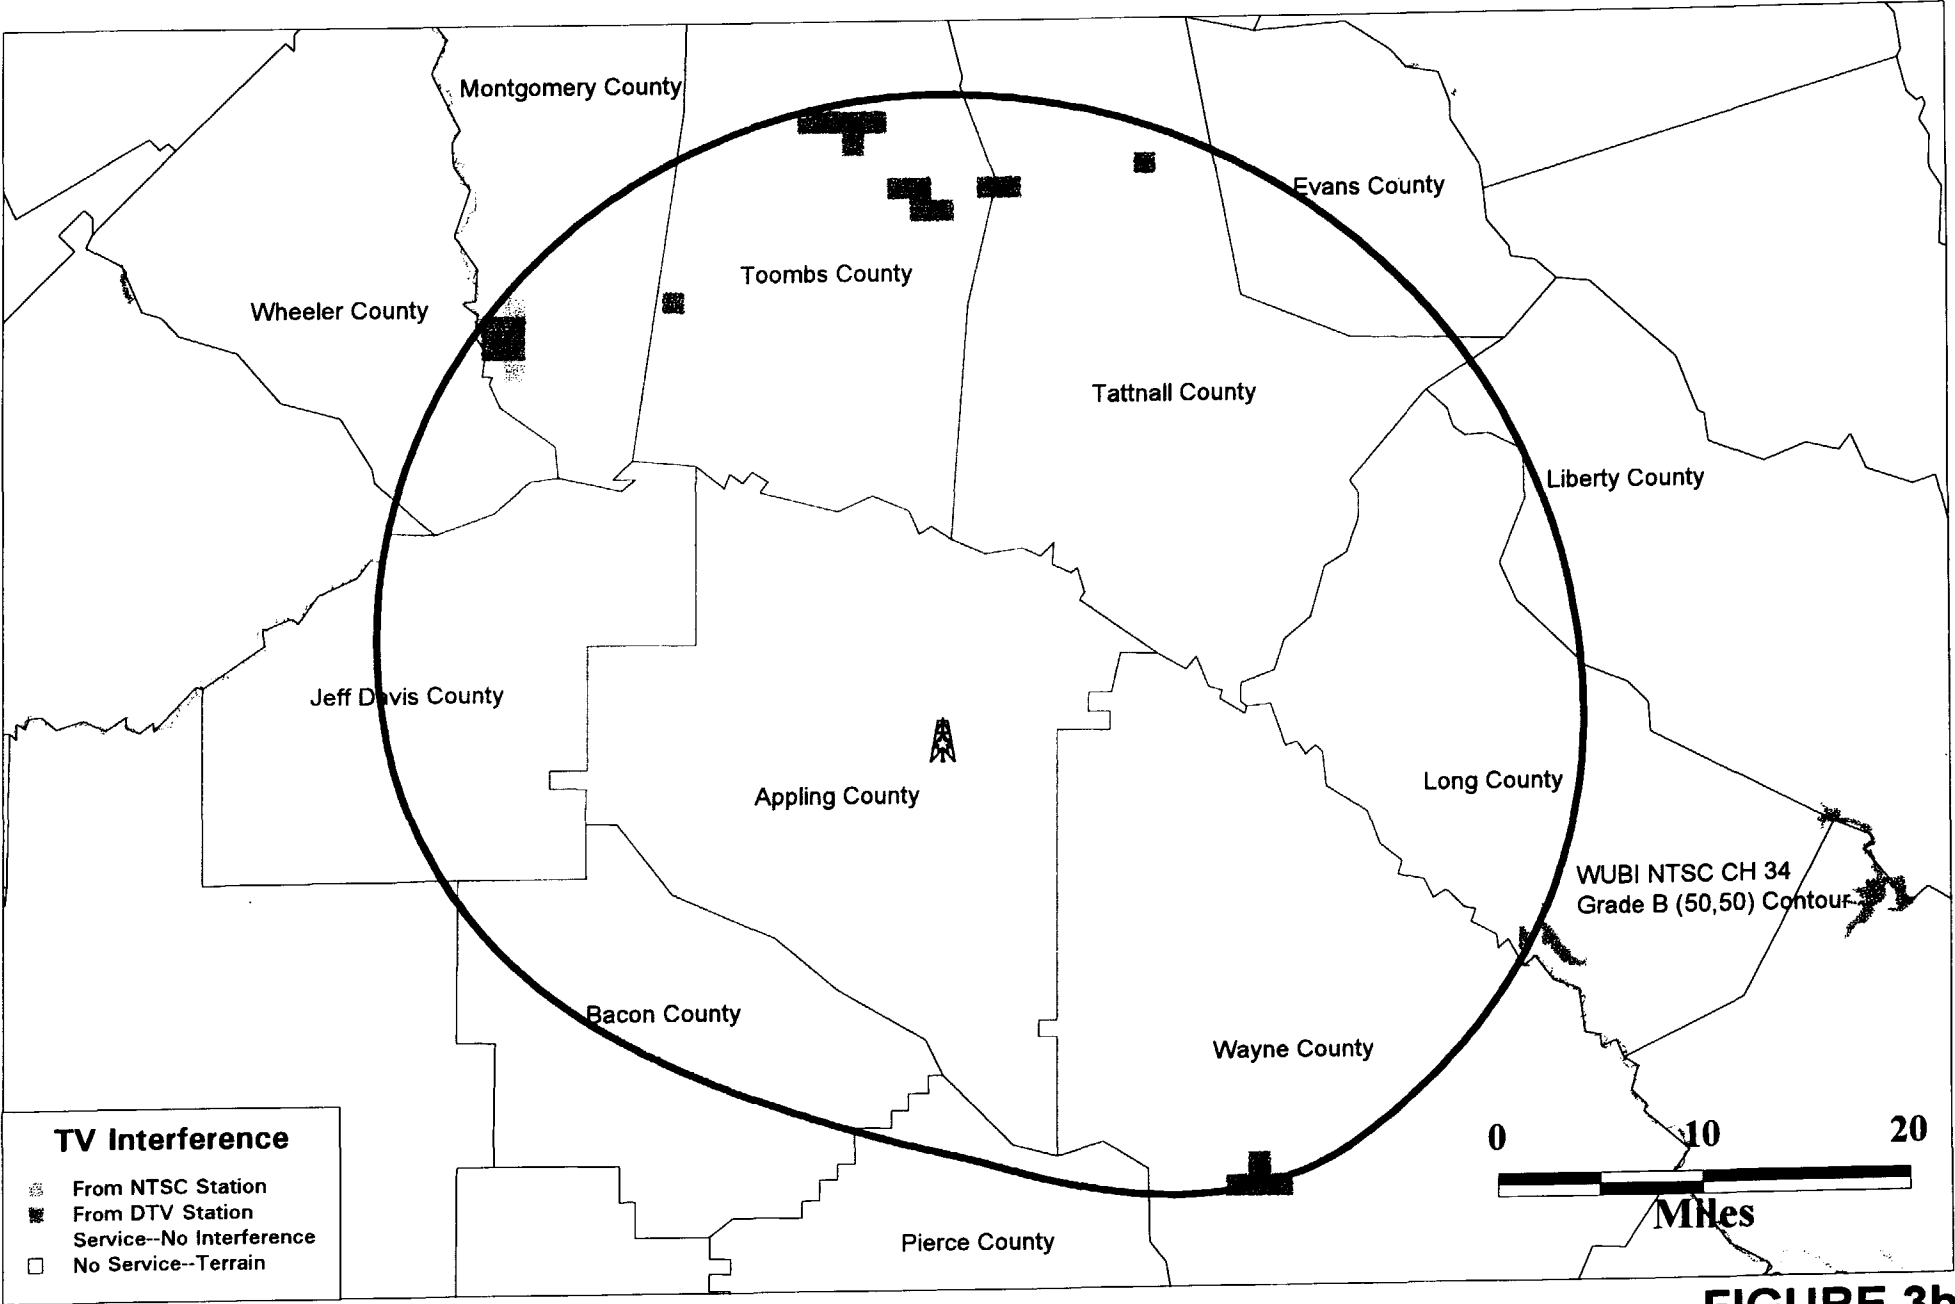 Montgomery County
Evans County
Toombs County
Wheeler County
Tattnall County
Liberty County
Jeff Davis County
Long County
Appling County
WUBI NTSC CH 34
Grade B (50,50) Contour
Bacon County
Wayne County
TV Interference
From NTSC Station
From DTV Station
Service--No Interference
No Service--Terrain
0 10 20
Miles
Pierce County
FIGURE 3b